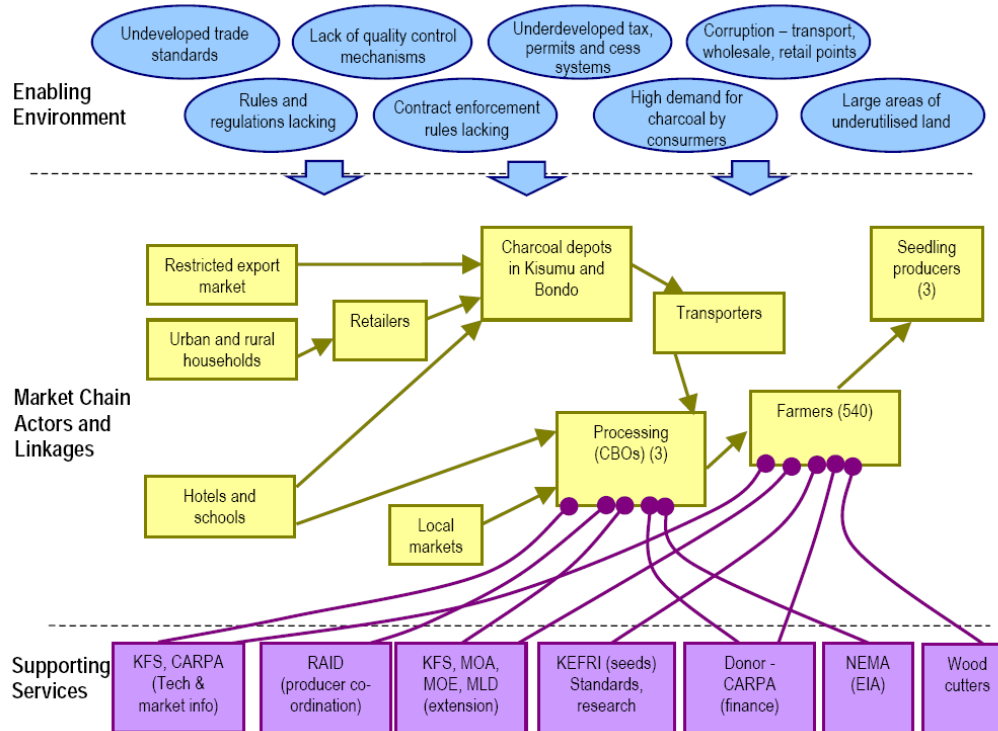 Undeveloped trade
standards
Lack of quality control
mechanisms
Underdeveloped tax,
permits and cess
systems
Corruption – transport,
wholesale, retail points
Enabling
Environment
Rules and
regulations lacking
Contract enforcement
rules lacking
High demand for
charcoal by
consurmers
Large areas of
underutilised land
Restricted export
market
Charcoal depots
in Kisumu and
Bondo
Seedling
producers
(3)
Urban and rural
households
Retailers
Transporters
Market Chain
Actors and
Linkages
Processing
(CBOs) (3)
Farmers (540)
Hotels and
schools
Local
markets
Supporting
Services
KFS, CARPA
(Tech &
market info)
RAID
(producer co-
ordination)
KFS, MOA,
MOE, MLD
(extension)
KEFRI (seeds)
Standards,
research
Donor -
CARPA
(finance)
NEMA
(EIA)
Wood
cutters